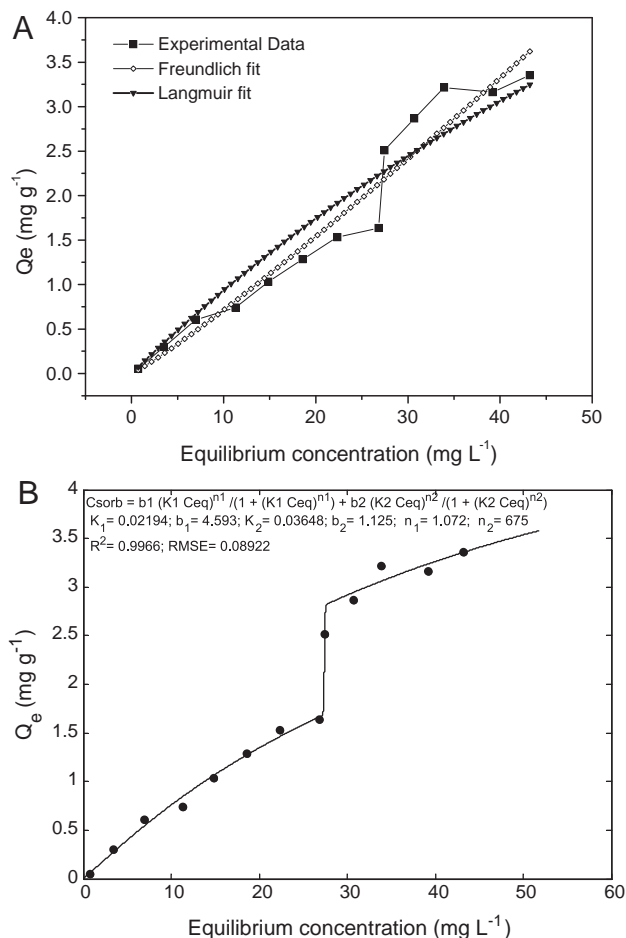 A
Experimental Data
Freundlich fit
Langmuir fit
4.0
3.5
3.0
2.5
2.0
1.5
1.0
0.5
0.0
Qe (mg g⁻¹)
0 10 20 30 40 50
Equilibrium concentration (mg L⁻¹)
B
Csorb = b1 (K1 Ceq)ⁿ¹ /(1 + (K1 Ceq)ⁿ¹) + b2 (K2 Ceq)ⁿ² /(1 + (K2 Ceq)ⁿ²)
K₁= 0.02194; b₁ = 4.593; K₂ = 0.03648; b₂ = 1.125; n₁ = 1.072; n₂ = 675
R²= 0.9966; RMSE= 0.08922
4
3.5
3
2.5
2
1.5
1
0.5
0
Qₑ (mg g⁻¹)
0 10 20 30 40 50 60
Equilibrium concentration (mg L⁻¹)